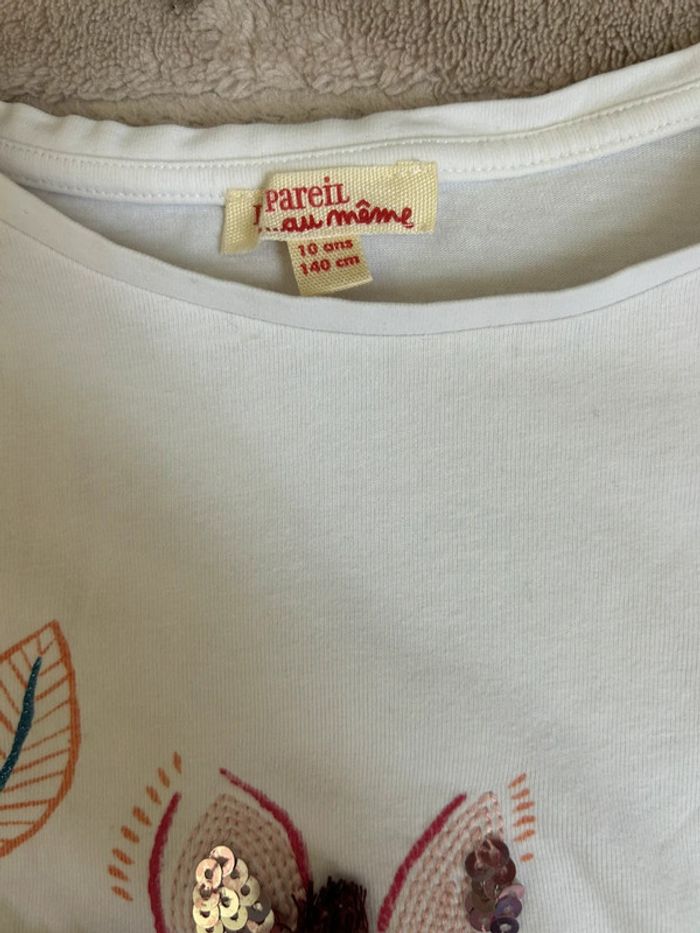 Pareil
...au même
10 ans
140 cm